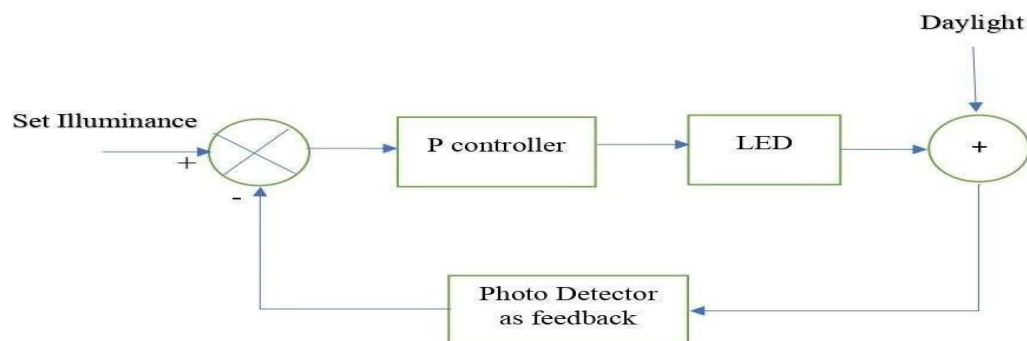 Daylight
Set Illuminance
+
-
P controller
LED
+
Photo Detector
as feedback